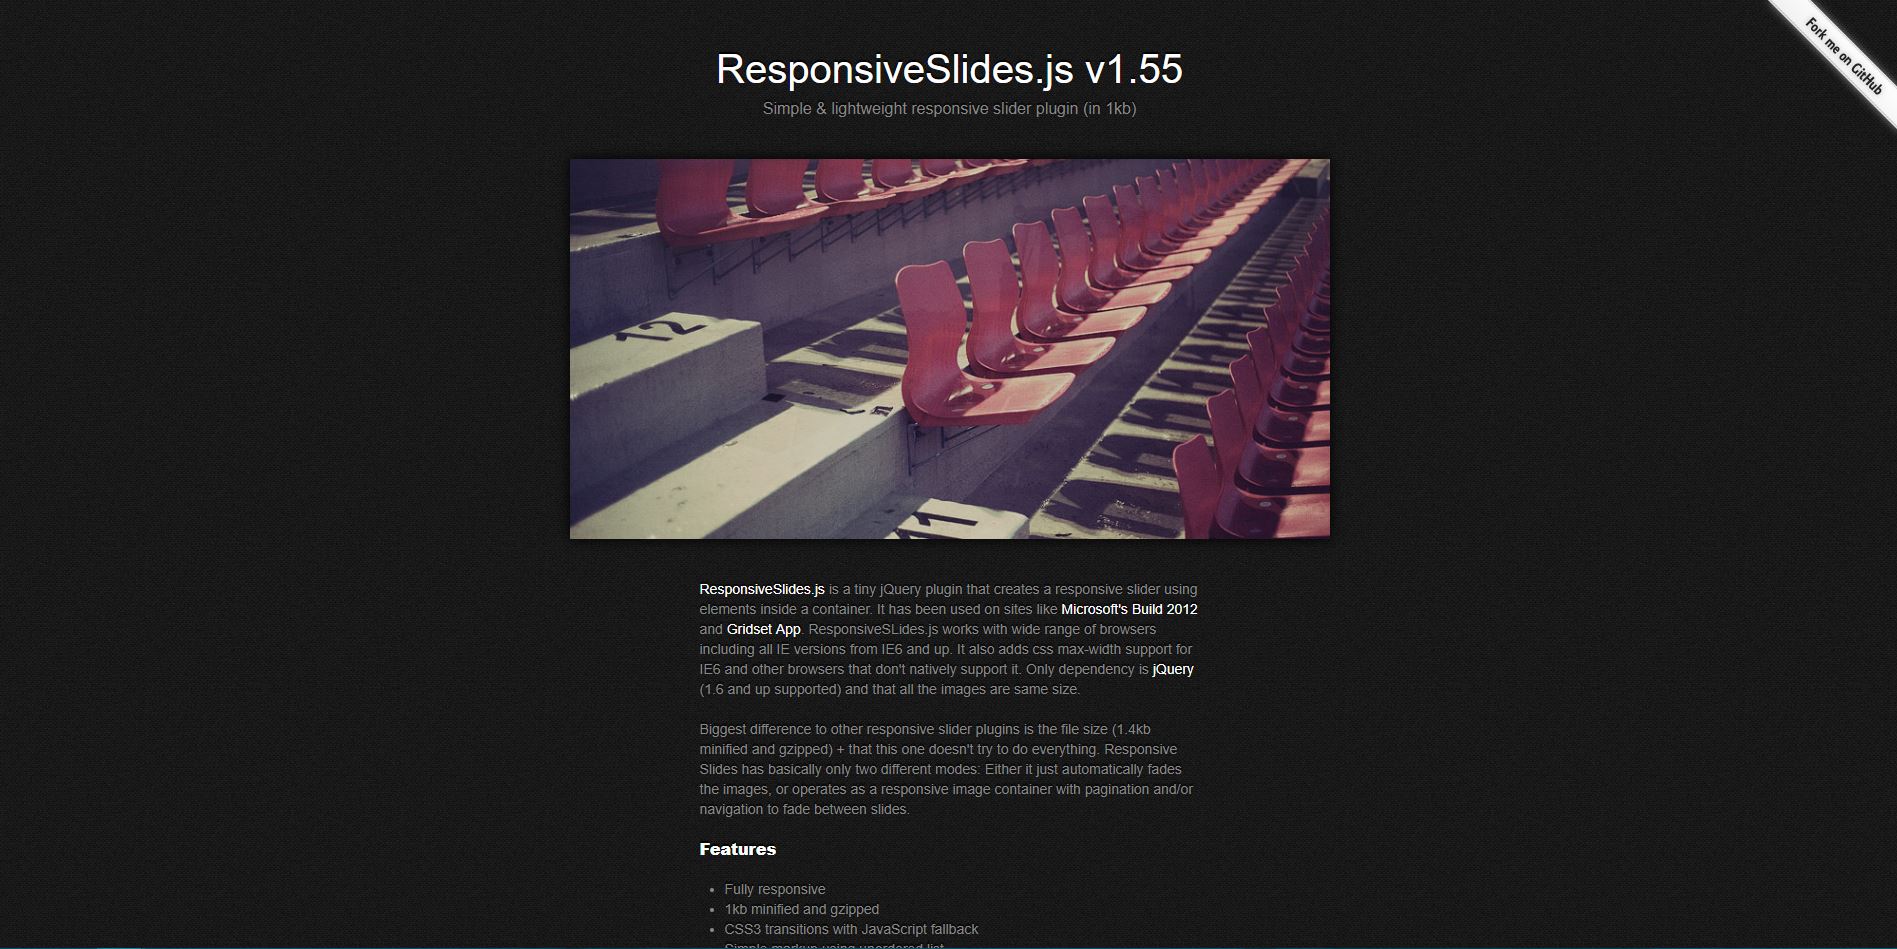 Fork me on GitHub
ResponsiveSlides.js v1.55
Simple & lightweight responsive slider plugin (in 1kb)
12
11
ResponsiveSlides.js is a tiny jQuery plugin that creates a responsive slider using
elements inside a container. It has been used on sites like Microsoft's Build 2012
and Gridset App. ResponsiveSLides.js works with wide range of browsers
including all IE versions from IE6 and up. It also adds css max-width support for
IE6 and other browsers that don't natively support it. Only dependency is jQuery
(1.6 and up supported) and that all the images are same size.
Biggest difference to other responsive slider plugins is the file size (1.4kb
minified and gzipped) + that this one doesn't try to do everything. Responsive
Slides has basically only two different modes: Either it just automatically fades
the images, or operates as a responsive image container with pagination and/or
navigation to fade between slides.
Features
• Fully responsive
• 1kb minified and gzipped
• CSS3 transitions with JavaScript fallback
• Simple markup using unordered list